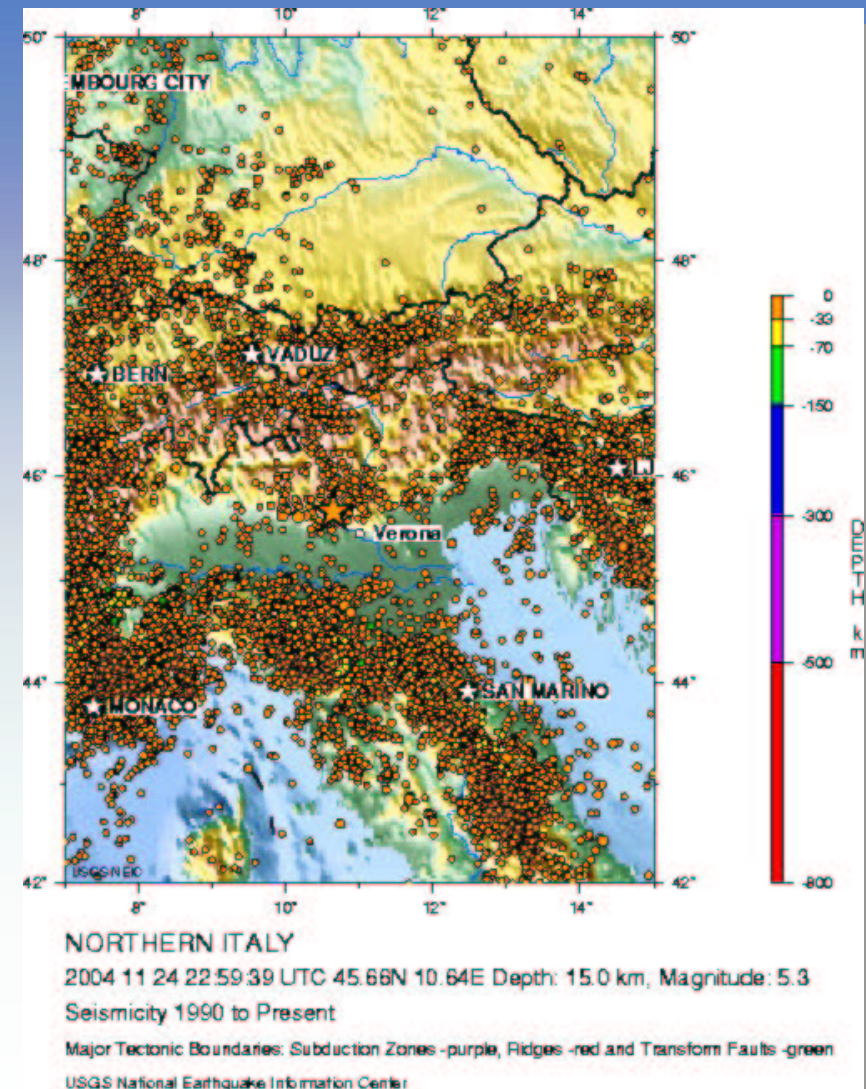 8° 10° 12° 14°
50° 50°
MBOURG CITY
48° 48°
VADUZ
BERN
46° 46°
LJ
Verona
44° 44°
SAN MARINO
MONACO
USGS NEIC
42° 42°
8° 10° 12° 14°
0
-33
-70
-150
-300
-500
-800
DEPTH km
NORTHERN ITALY
2004 11 24 22:59:39 UTC 45.66N 10.64E Depth: 15.0 km, Magnitude: 5.3
Seismicity 1990 to Present
Major Tectonic Boundaries: Subduction Zones -purple, Ridges -red and Transform Faults -green
USGS National Earthquake Information Center